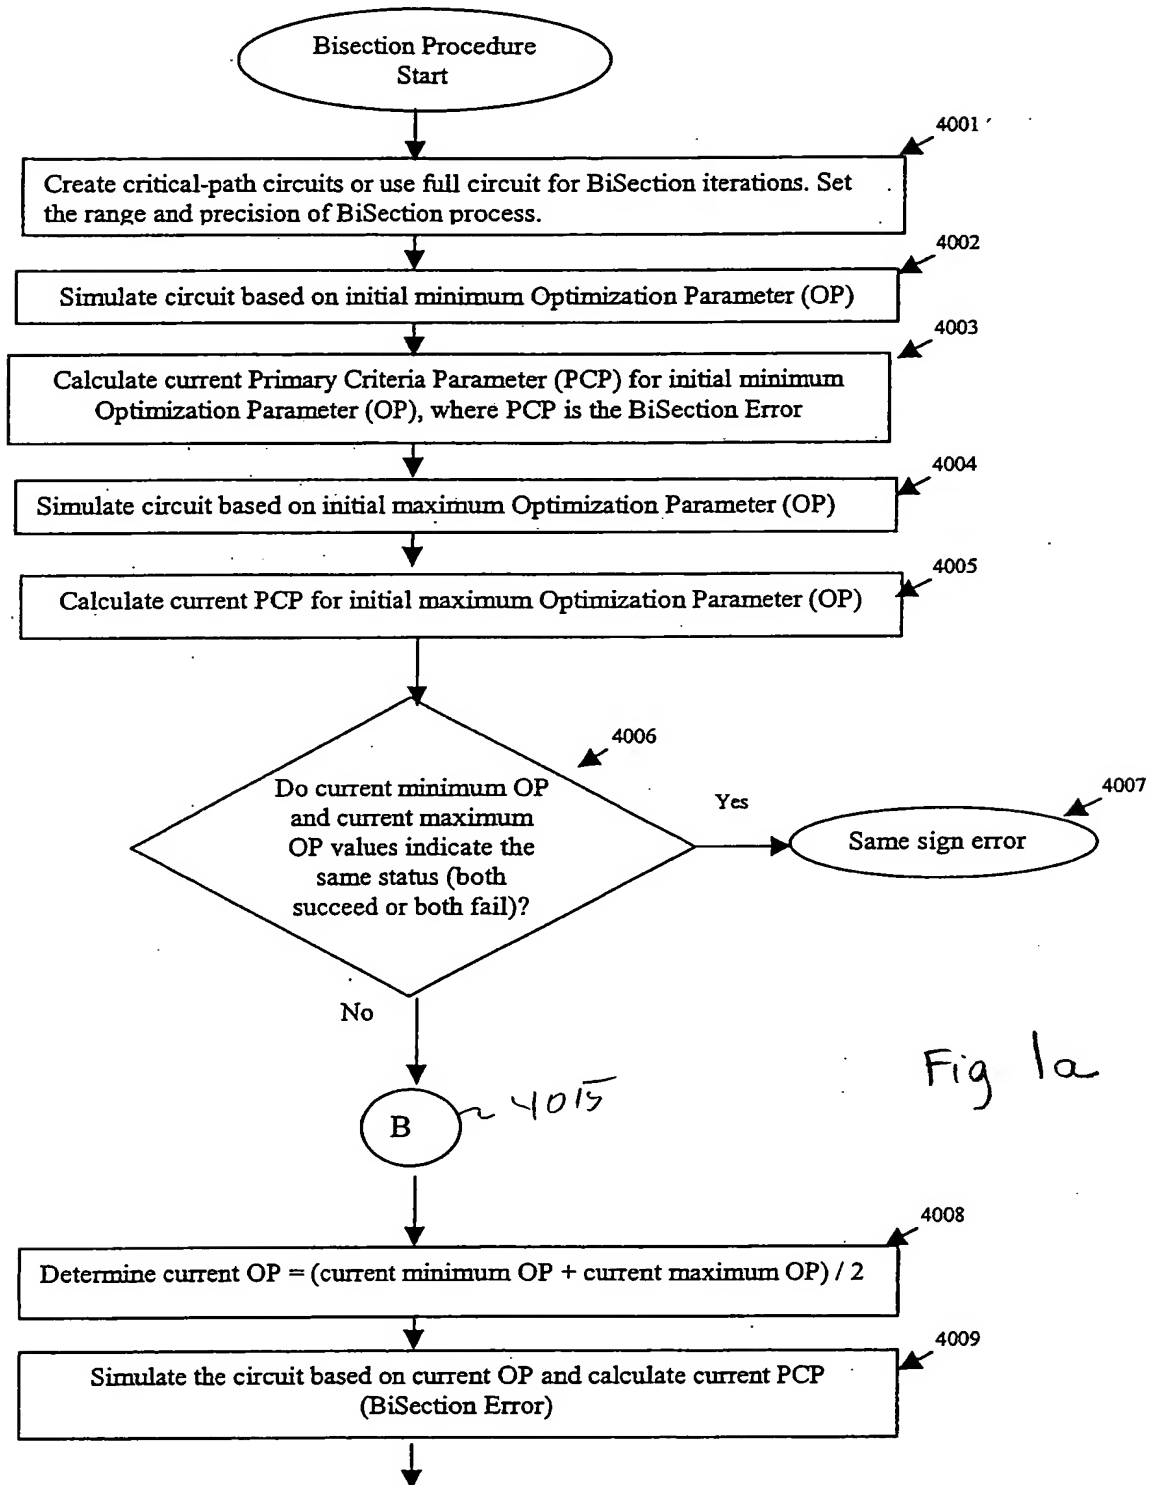 Bisection Procedure
Start
4001
Create critical-path circuits or use full circuit for BiSection iterations. Set
the range and precision of BiSection process.
4002
Simulate circuit based on initial minimum Optimization Parameter (OP)
4003
Calculate current Primary Criteria Parameter (PCP) for initial minimum
Optimization Parameter (OP), where PCP is the BiSection Error
4004
Simulate circuit based on initial maximum Optimization Parameter (OP)
4005
Calculate current PCP for initial maximum Optimization Parameter (OP)
4006
Do current minimum OP
and current maximum
OP values indicate the
same status (both
succeed or both fail)?
Yes
4007
Same sign error
No
Fig 1a
B
4015
4008
Determine current OP = (current minimum OP + current maximum OP) / 2
4009
Simulate the circuit based on current OP and calculate current PCP
(BiSection Error)